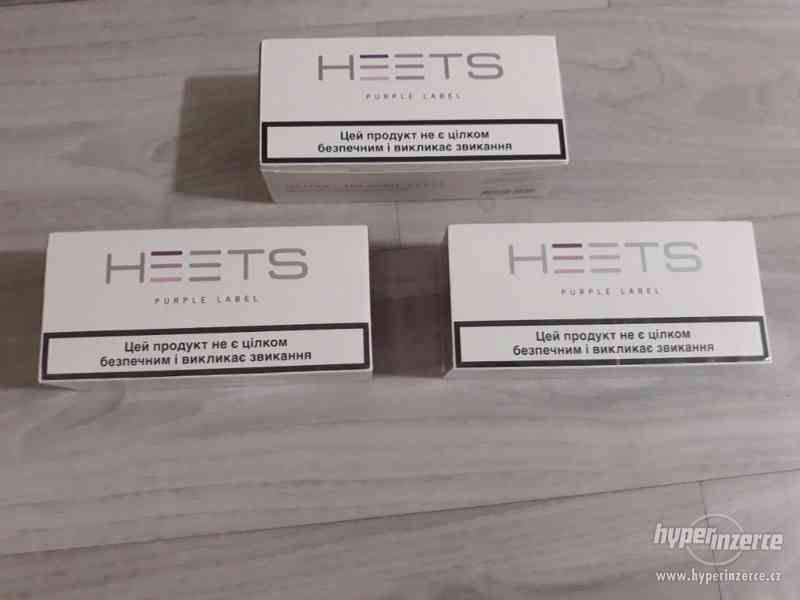 HEETS
PURPLE LABEL
Цей продукт не є цілком
безпечним і викликає звикання
HEETS
PURPLE LABEL
Цей продукт не є цілком
безпечним і викликає звикання
HEETS
PURPLE LABEL
Цей продукт не є цілком
безпечним і викликає звикання
hyperinzerce
www.hyperinzerce.cz